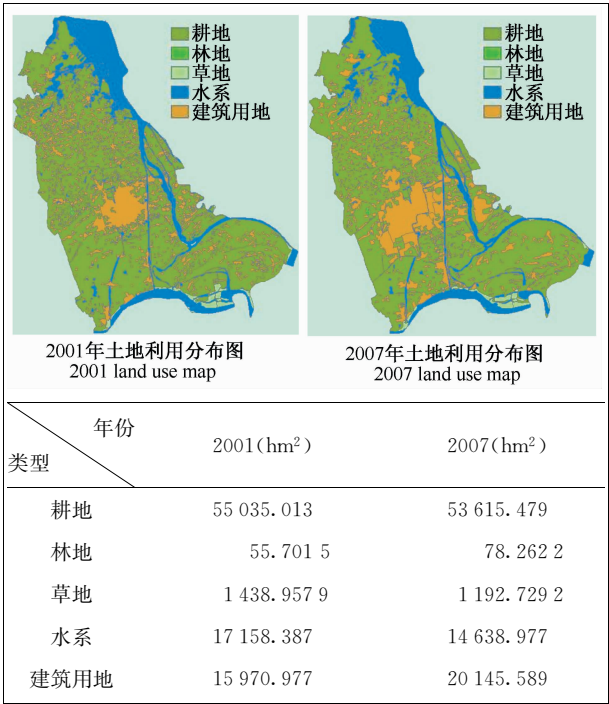 耕地
林地
草地
水系
建筑用地
耕地
林地
草地
水系
建筑用地
2001年土地利用分布图
2001 land use map
2007年土地利用分布图
2007 land use map
年份
类型
2001(hm²)
2007(hm²)
耕地 55 035.013 53 615.479
林地 55.701 5 78.262 2
草地 1 438.957 9 1 192.729 2
水系 17 158.387 14 638.977
建筑用地 15 970.977 20 145.589